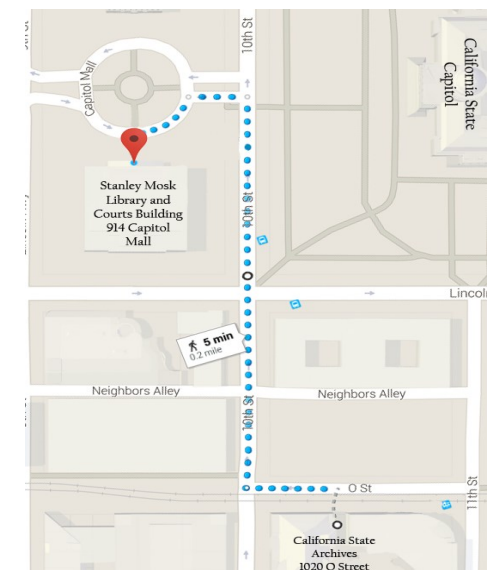 10th St
Capitol Mall
California State
Capitol
Stanley Mosk
Library and
Courts Building
914 Capitol
Mall
10th St
Lincol
5 min
0.2 mile
Neighbors Alley
Neighbors Alley
10th St
O St
11th St
California State
Archives
1020 O Street